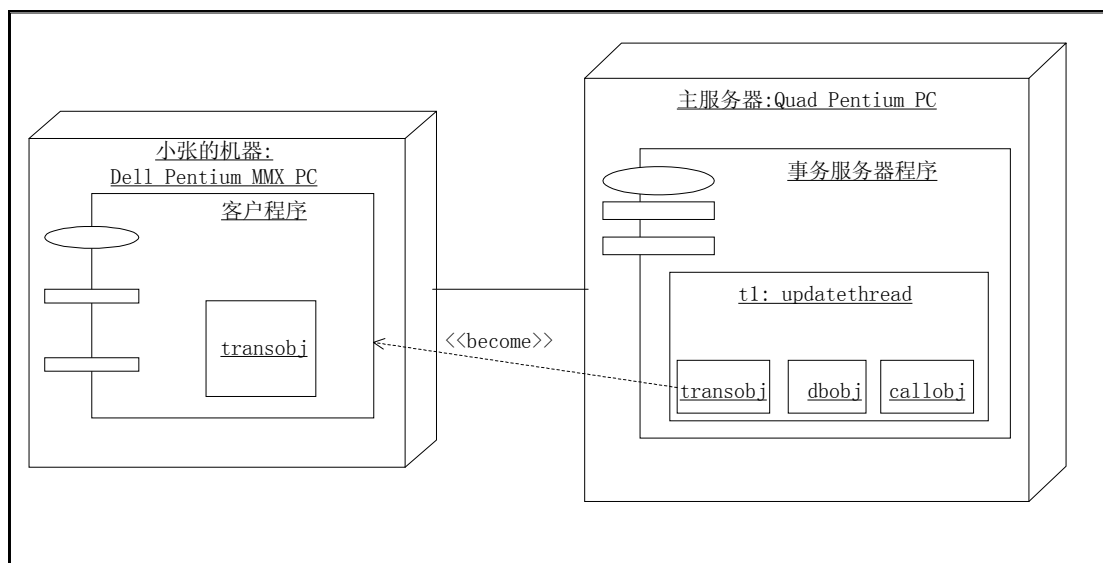 小张的机器:
Dell Pentium MMX PC
客户程序
transobj
<<become>>
主服务器:Quad Pentium PC
事务服务器程序
t1: updatethread
transobj
dbobj
callobj